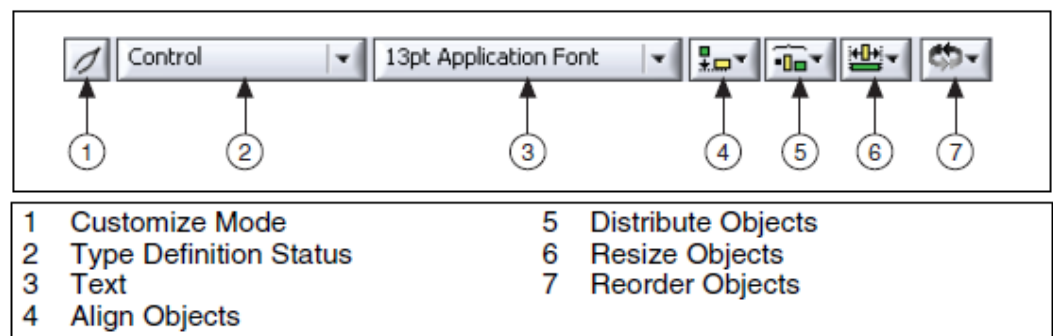 Control 13pt Application Font
1 2 3 4 5 6 7
1 Customize Mode
2 Type Definition Status
3 Text
4 Align Objects
5 Distribute Objects
6 Resize Objects
7 Reorder Objects